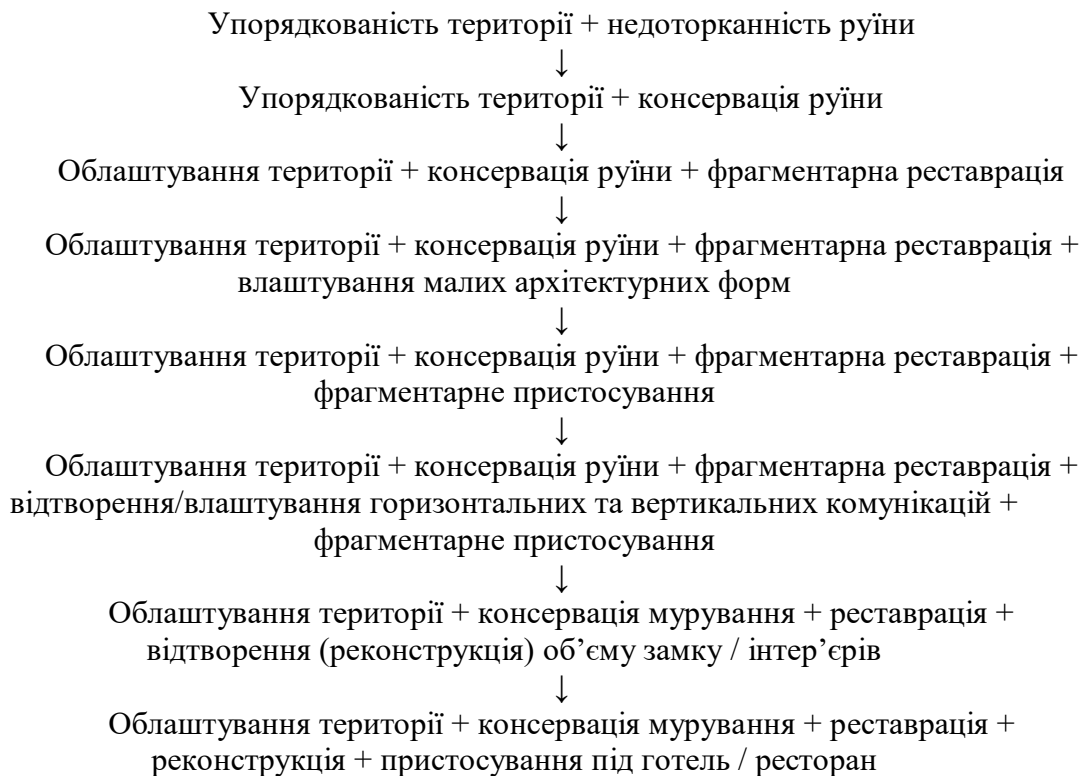 Упорядкованість території + недоторканність руїни
↓
Упорядкованість території + консервація руїни
↓
Облаштування території + консервація руїни + фрагментарна реставрація
↓
Облаштування території + консервація руїни + фрагментарна реставрація +
влаштування малих архітектурних форм
↓
Облаштування території + консервація руїни + фрагментарна реставрація +
фрагментарне пристосування
↓
Облаштування території + консервація руїни + фрагментарна реставрація +
відтворення/влаштування горизонтальних та вертикальних комунікацій +
фрагментарне пристосування
↓
Облаштування території + консервація мурування + реставрація +
відтворення (реконструкція) об’єму замку / інтер’єрів
↓
Облаштування території + консервація мурування + реставрація +
реконструкція + пристосування під готель / ресторан